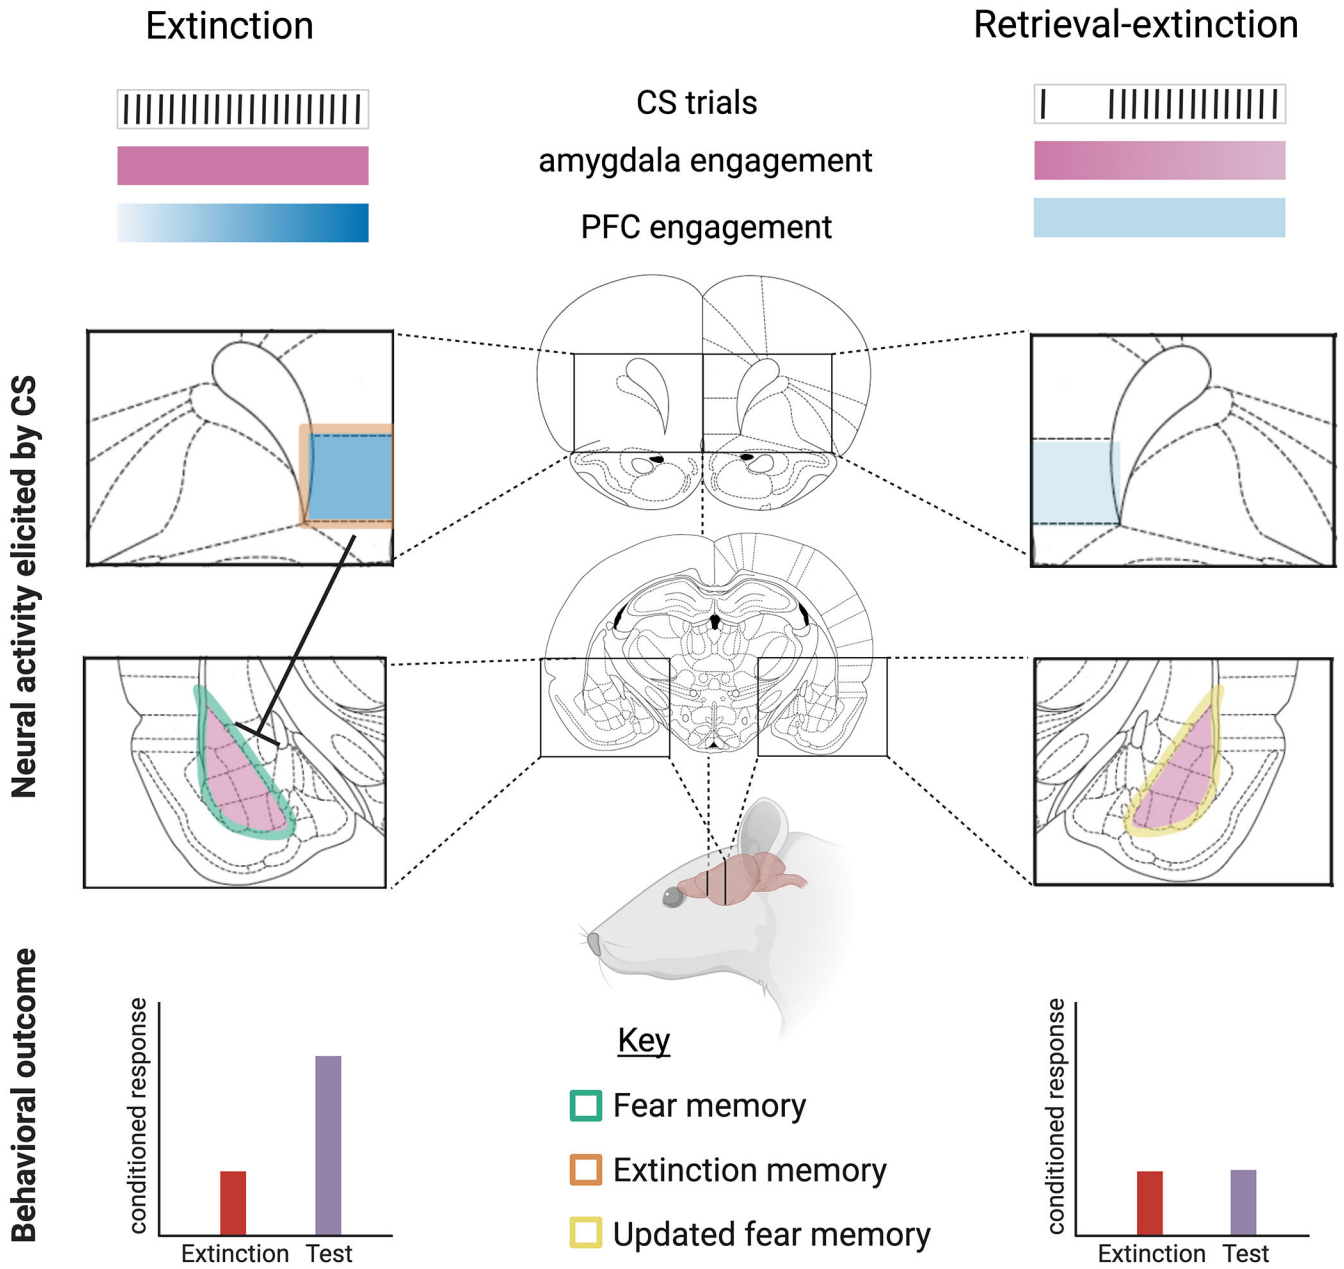 Extinction
Retrieval-extinction
CS trials
amygdala engagement
PFC engagement
Neural activity elicited by CS
Behavioral outcome
conditioned response
Extinction Test
Key
Fear memory
Extinction memory
Updated fear memory
conditioned response
Extinction Test